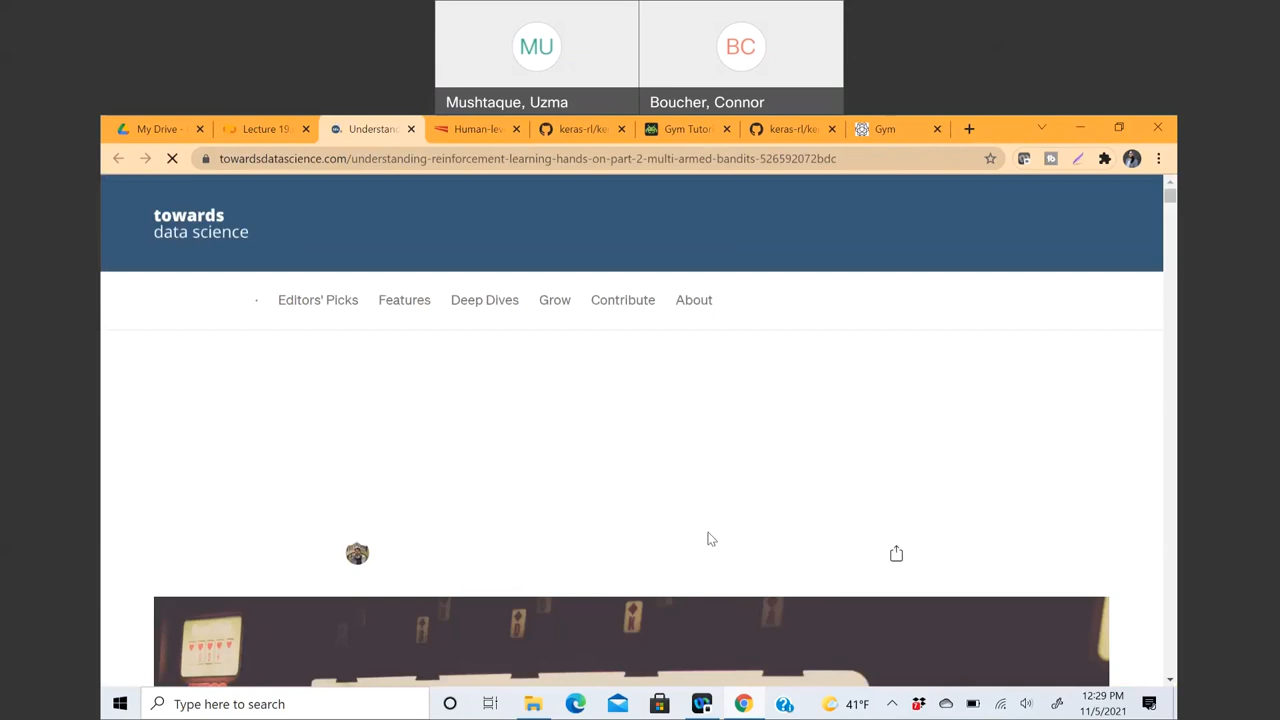 MU
BC
Mushtaque, Uzma
Boucher, Connor
My Drive -
Lecture 19
Understand
Human-lev
keras-rl/ke
Gym Tutor
keras-rl/ke
Gym
towardsdatascience.com/understanding-reinforcement-learning-hands-on-part-2-multi-armed-bandits-526592072bdc
towards
data science
Editors' Picks
Features
Deep Dives
Grow
Contribute
About
Type here to search
41°F
12:29 PM
11/5/2021